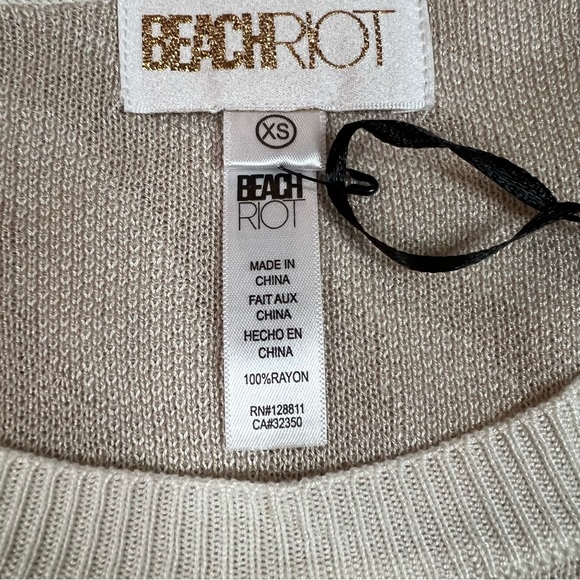 BEACHRIOT
XS
BEACH
RIOT
MADE IN
CHINA
FAIT AUX
CHINA
HECHO EN
CHINA
100%RAYON
RN#128811
CA#32350